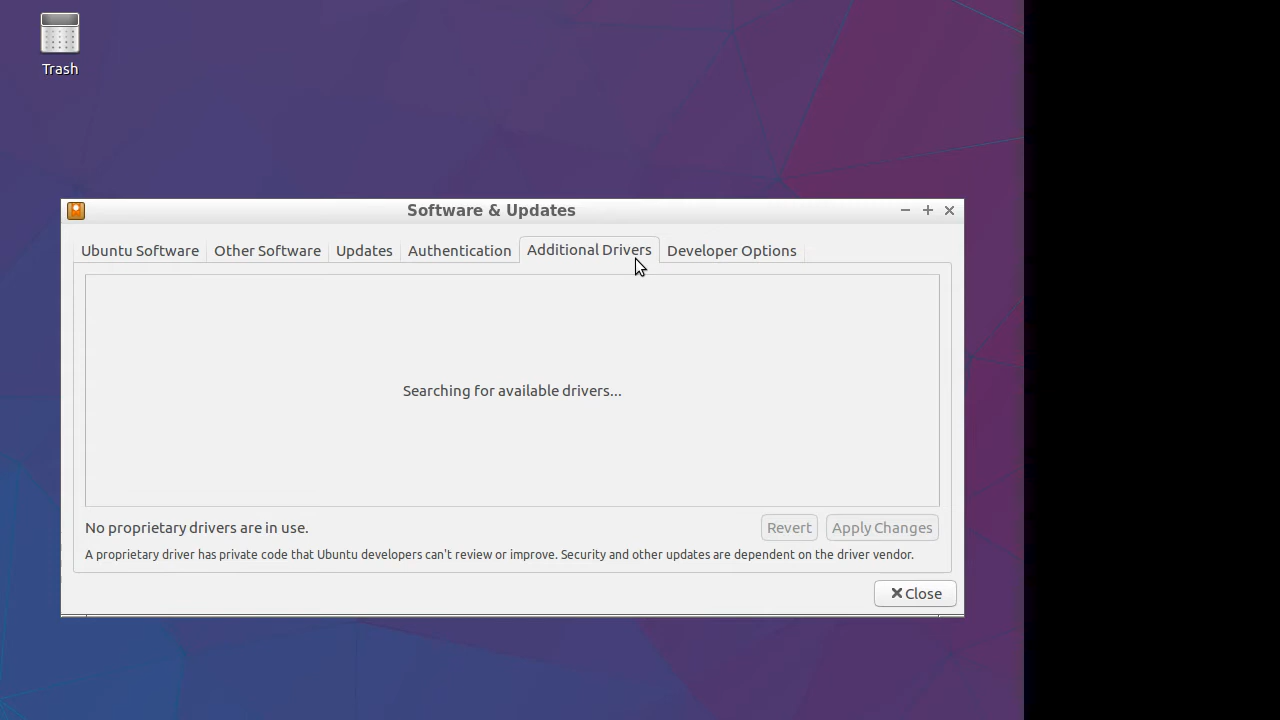 Trash
Software & Updates
Ubuntu Software
Other Software
Updates
Authentication
Additional Drivers
Developer Options
Searching for available drivers...
No proprietary drivers are in use.
Revert
Apply Changes
A proprietary driver has private code that Ubuntu developers can't review or improve. Security and other updates are dependent on the driver vendor.
Close